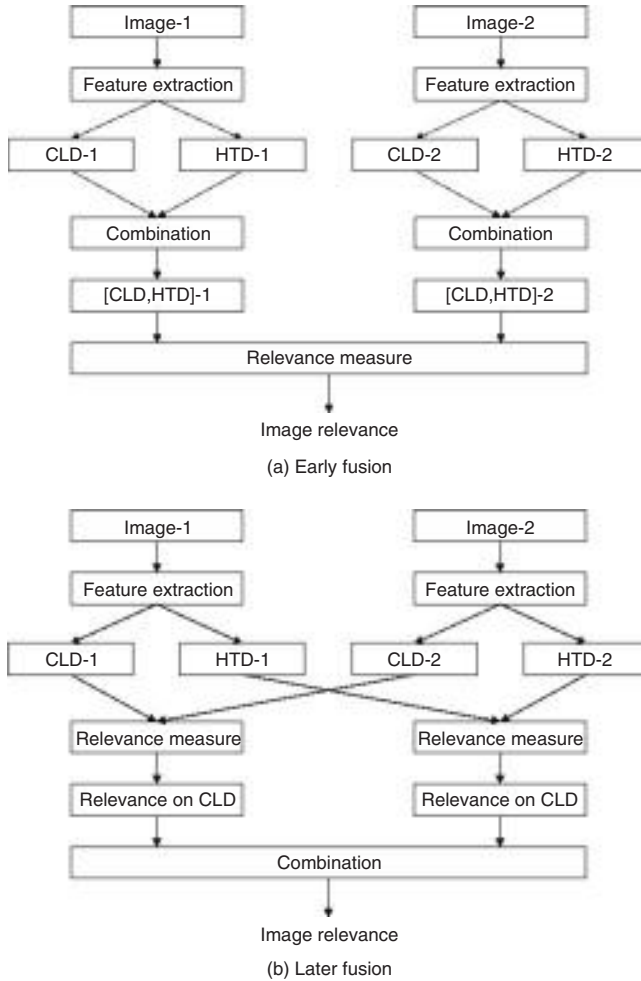 Image-1
Image-2
Feature extraction
Feature extraction
CLD-1
HTD-1
CLD-2
HTD-2
Combination
Combination
[CLD,HTD]-1
[CLD,HTD]-2
Relevance measure
Image relevance
(a) Early fusion
Image-1
Image-2
Feature extraction
Feature extraction
CLD-1
HTD-1
CLD-2
HTD-2
Relevance measure
Relevance measure
Relevance on CLD
Relevance on CLD
Combination
Image relevance
(b) Later fusion